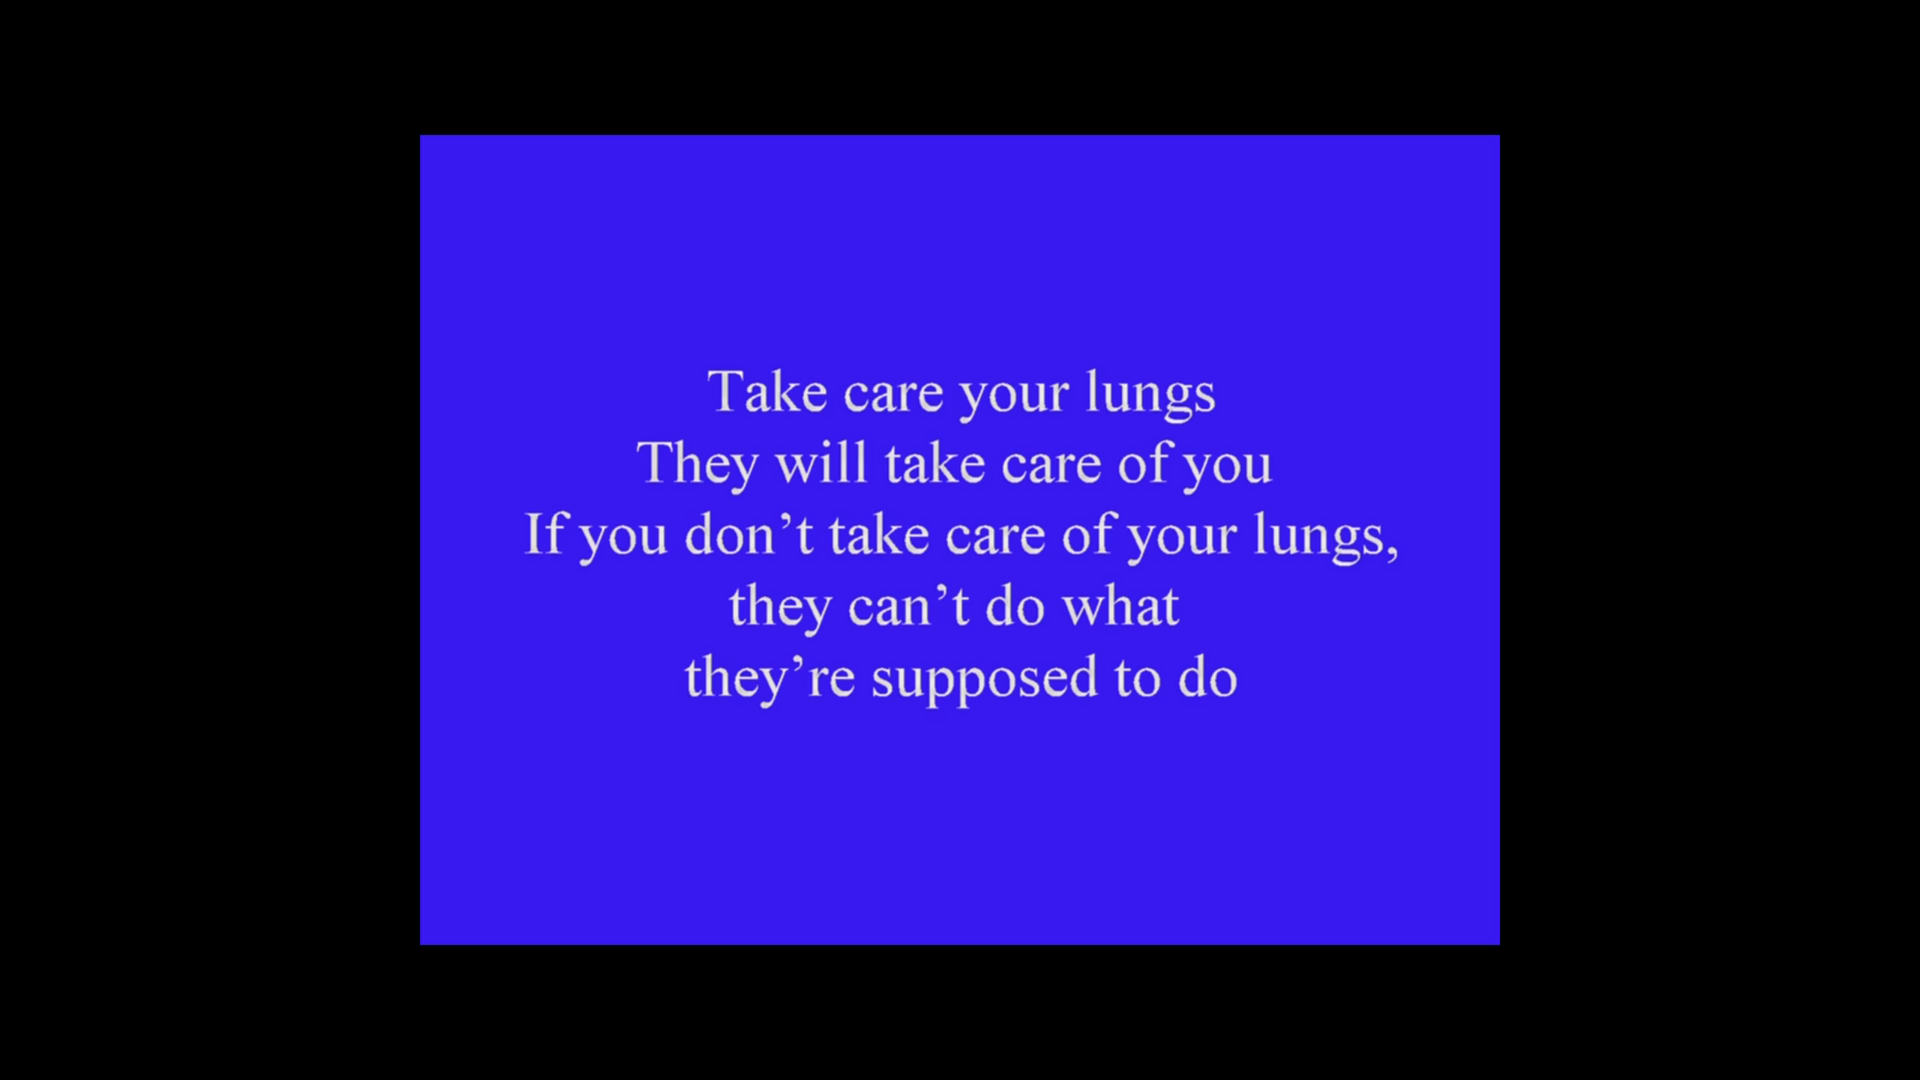 Take care your lungs
They will take care of you
If you don’t take care of your lungs,
they can’t do what
they’re supposed to do